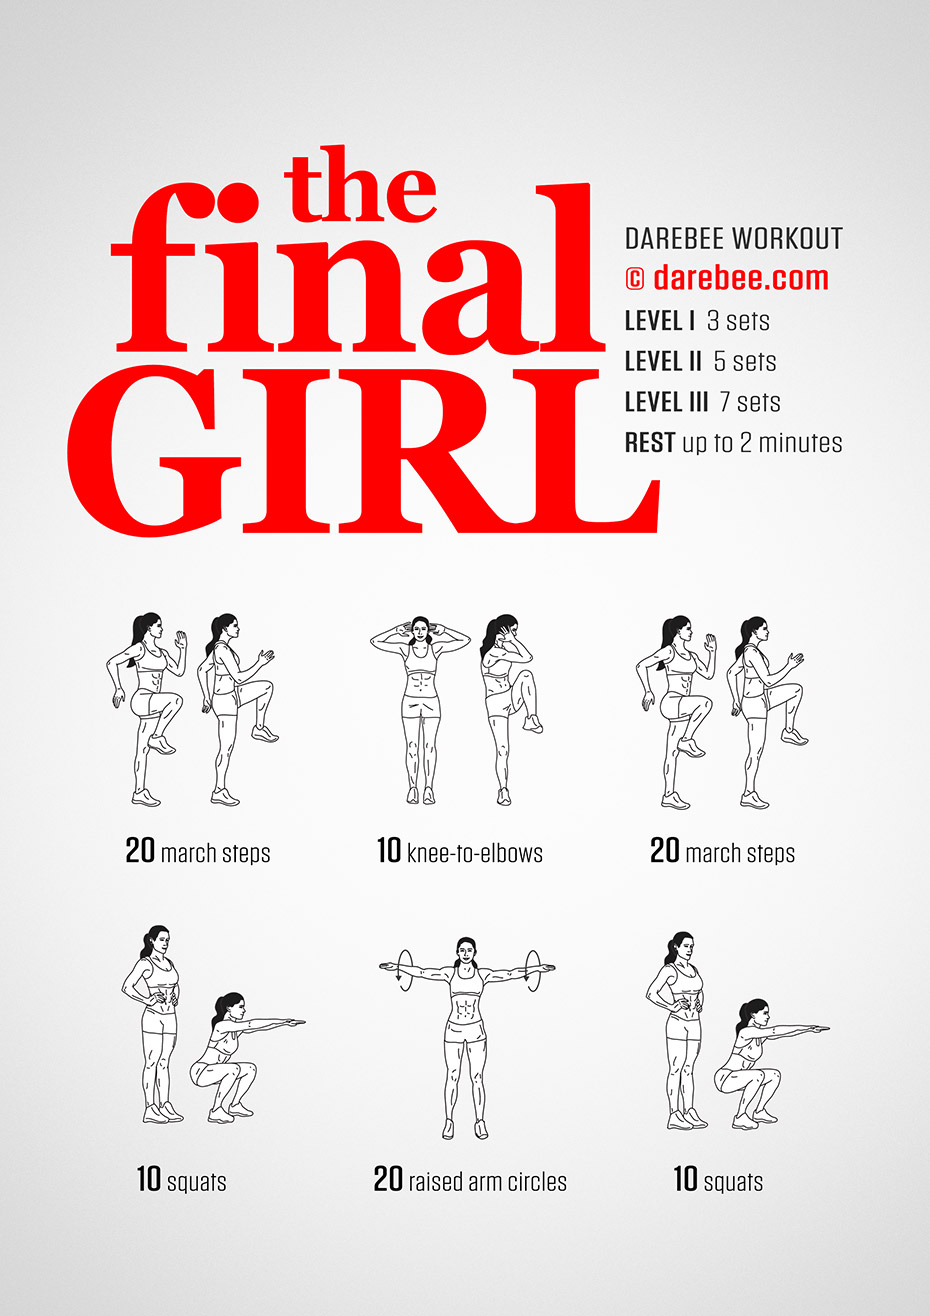 the
final
GIRL
DAREBEE WORKOUT
© darebee.com
LEVEL I 3 sets
LEVEL II 5 sets
LEVEL III 7 sets
REST up to 2 minutes
20 march steps
10 knee-to-elbows
20 march steps
10 squats
20 raised arm circles
10 squats